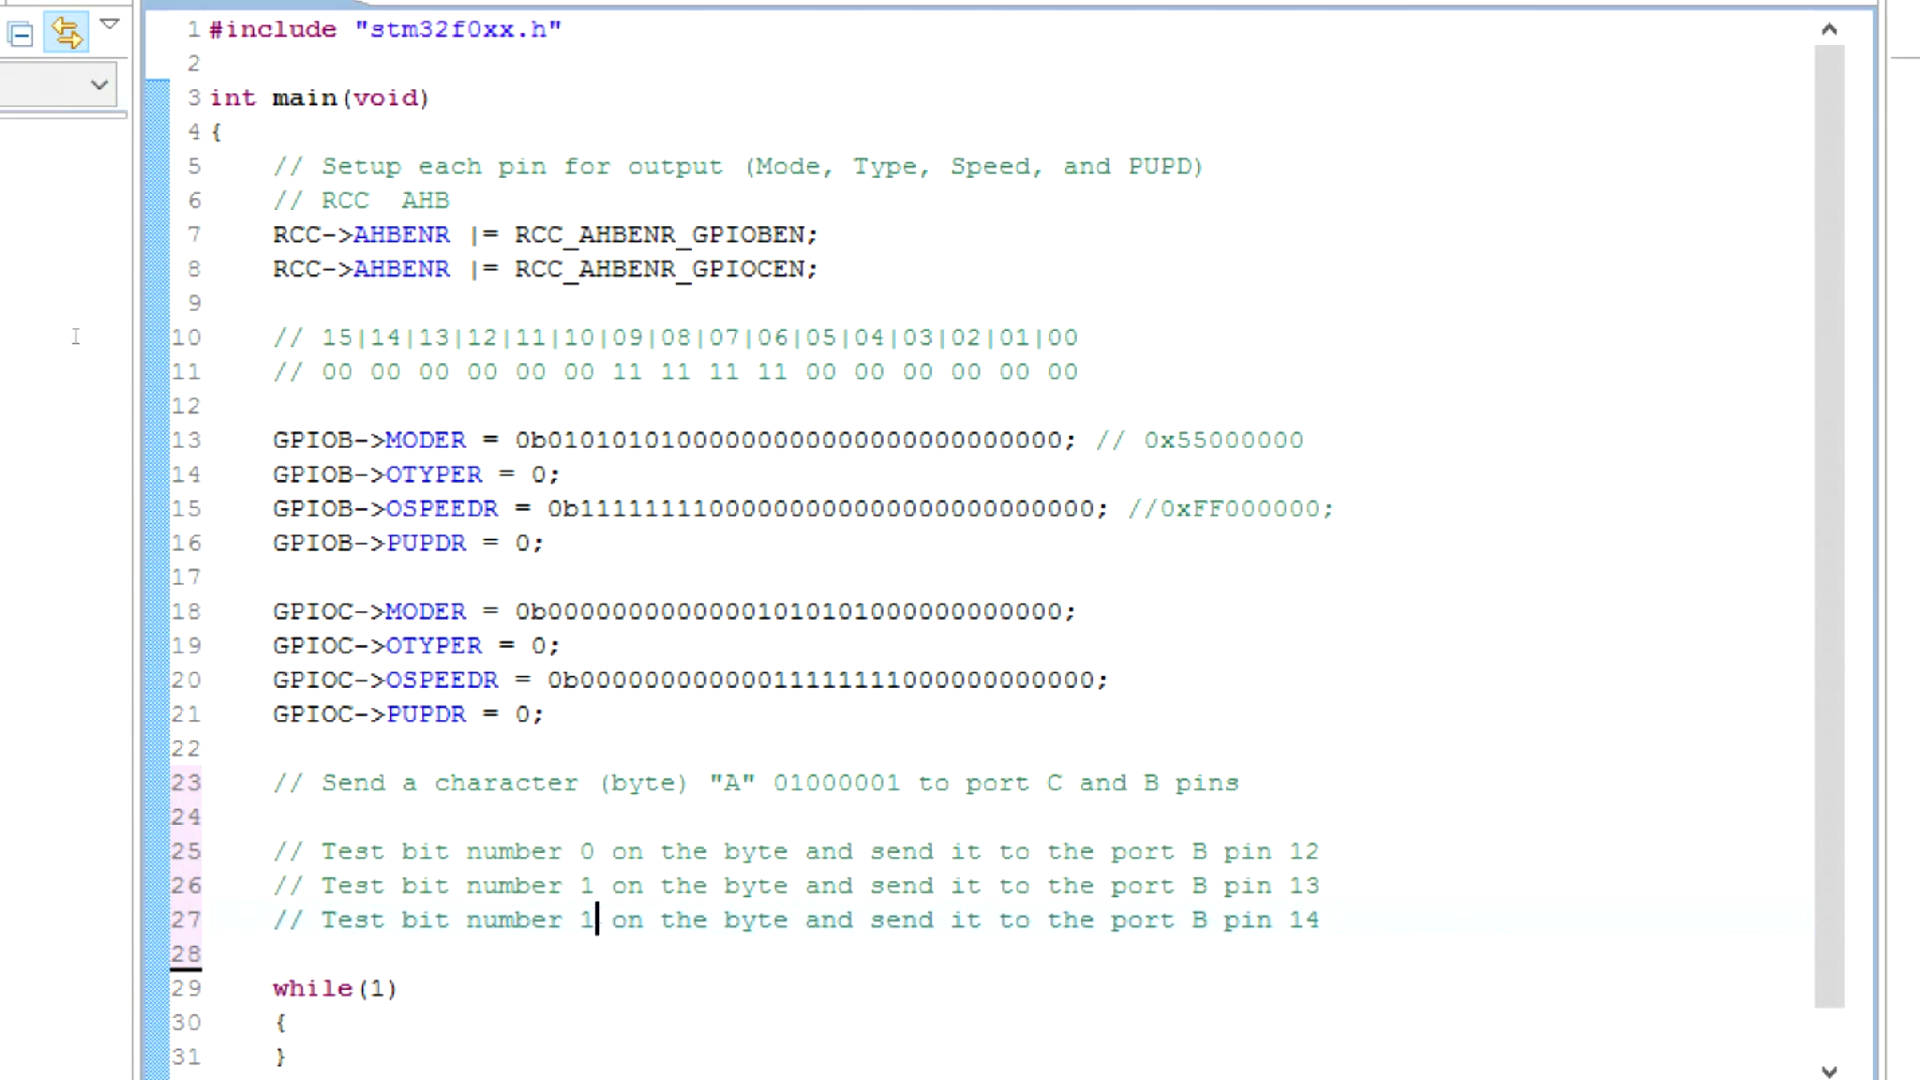 1 #include "stm32f0xx.h"
2
3 int main(void)
4 {
5 // Setup each pin for output (Mode, Type, Speed, and PUPD)
6 // RCC  AHB
7 RCC->AHBENR |= RCC_AHBENR_GPIOBEN;
8 RCC->AHBENR |= RCC_AHBENR_GPIOCEN;
9
10 // 15|14|13|12|11|10|09|08|07|06|05|04|03|02|01|00
11 // 00 00 00 00 00 00 11 11 11 11 00 00 00 00 00 00
12
13 GPIOB->MODER = 0b01010101000000000000000000000000; // 0x55000000
14 GPIOB->OTYPER = 0;
15 GPIOB->OSPEEDR = 0b11111111000000000000000000000000; //0xFF000000;
16 GPIOB->PUPDR = 0;
17
18 GPIOC->MODER = 0b00000000000001010101000000000000;
19 GPIOC->OTYPER = 0;
20 GPIOC->OSPEEDR = 0b00000000000011111111000000000000;
21 GPIOC->PUPDR = 0;
22
23 // Send a character (byte) "A" 01000001 to port C and B pins
24
25 // Test bit number 0 on the byte and send it to the port B pin 12
26 // Test bit number 1 on the byte and send it to the port B pin 13
27 // Test bit number 1 on the byte and send it to the port B pin 14
28
29 while(1)
30 {
31 }